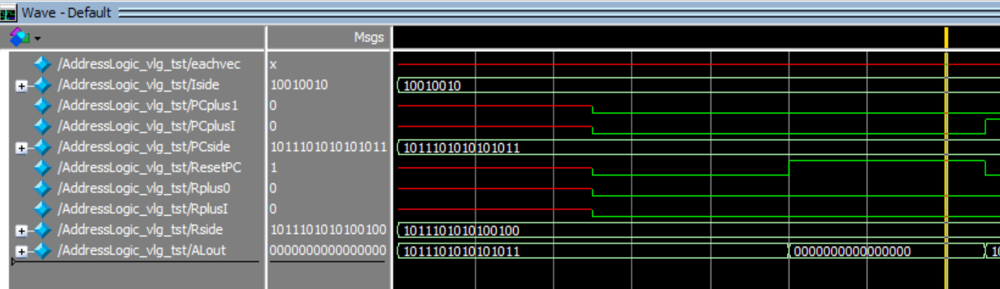 Wave - Default
Msgs
/AddressLogic_vlg_tst/eachvec x
/AddressLogic_vlg_tst/Iside 10010010 10010010
/AddressLogic_vlg_tst/PCplus1 0
/AddressLogic_vlg_tst/PCplusI 0
/AddressLogic_vlg_tst/PCside 1011101010101011 1011101010101011
/AddressLogic_vlg_tst/ResetPC 1
/AddressLogic_vlg_tst/Rplus0 0
/AddressLogic_vlg_tst/RplusI 0
/AddressLogic_vlg_tst/Rside 1011101010100100 1011101010100100
/AddressLogic_vlg_tst/ALout 0000000000000000 1011101010101011 0000000000000000